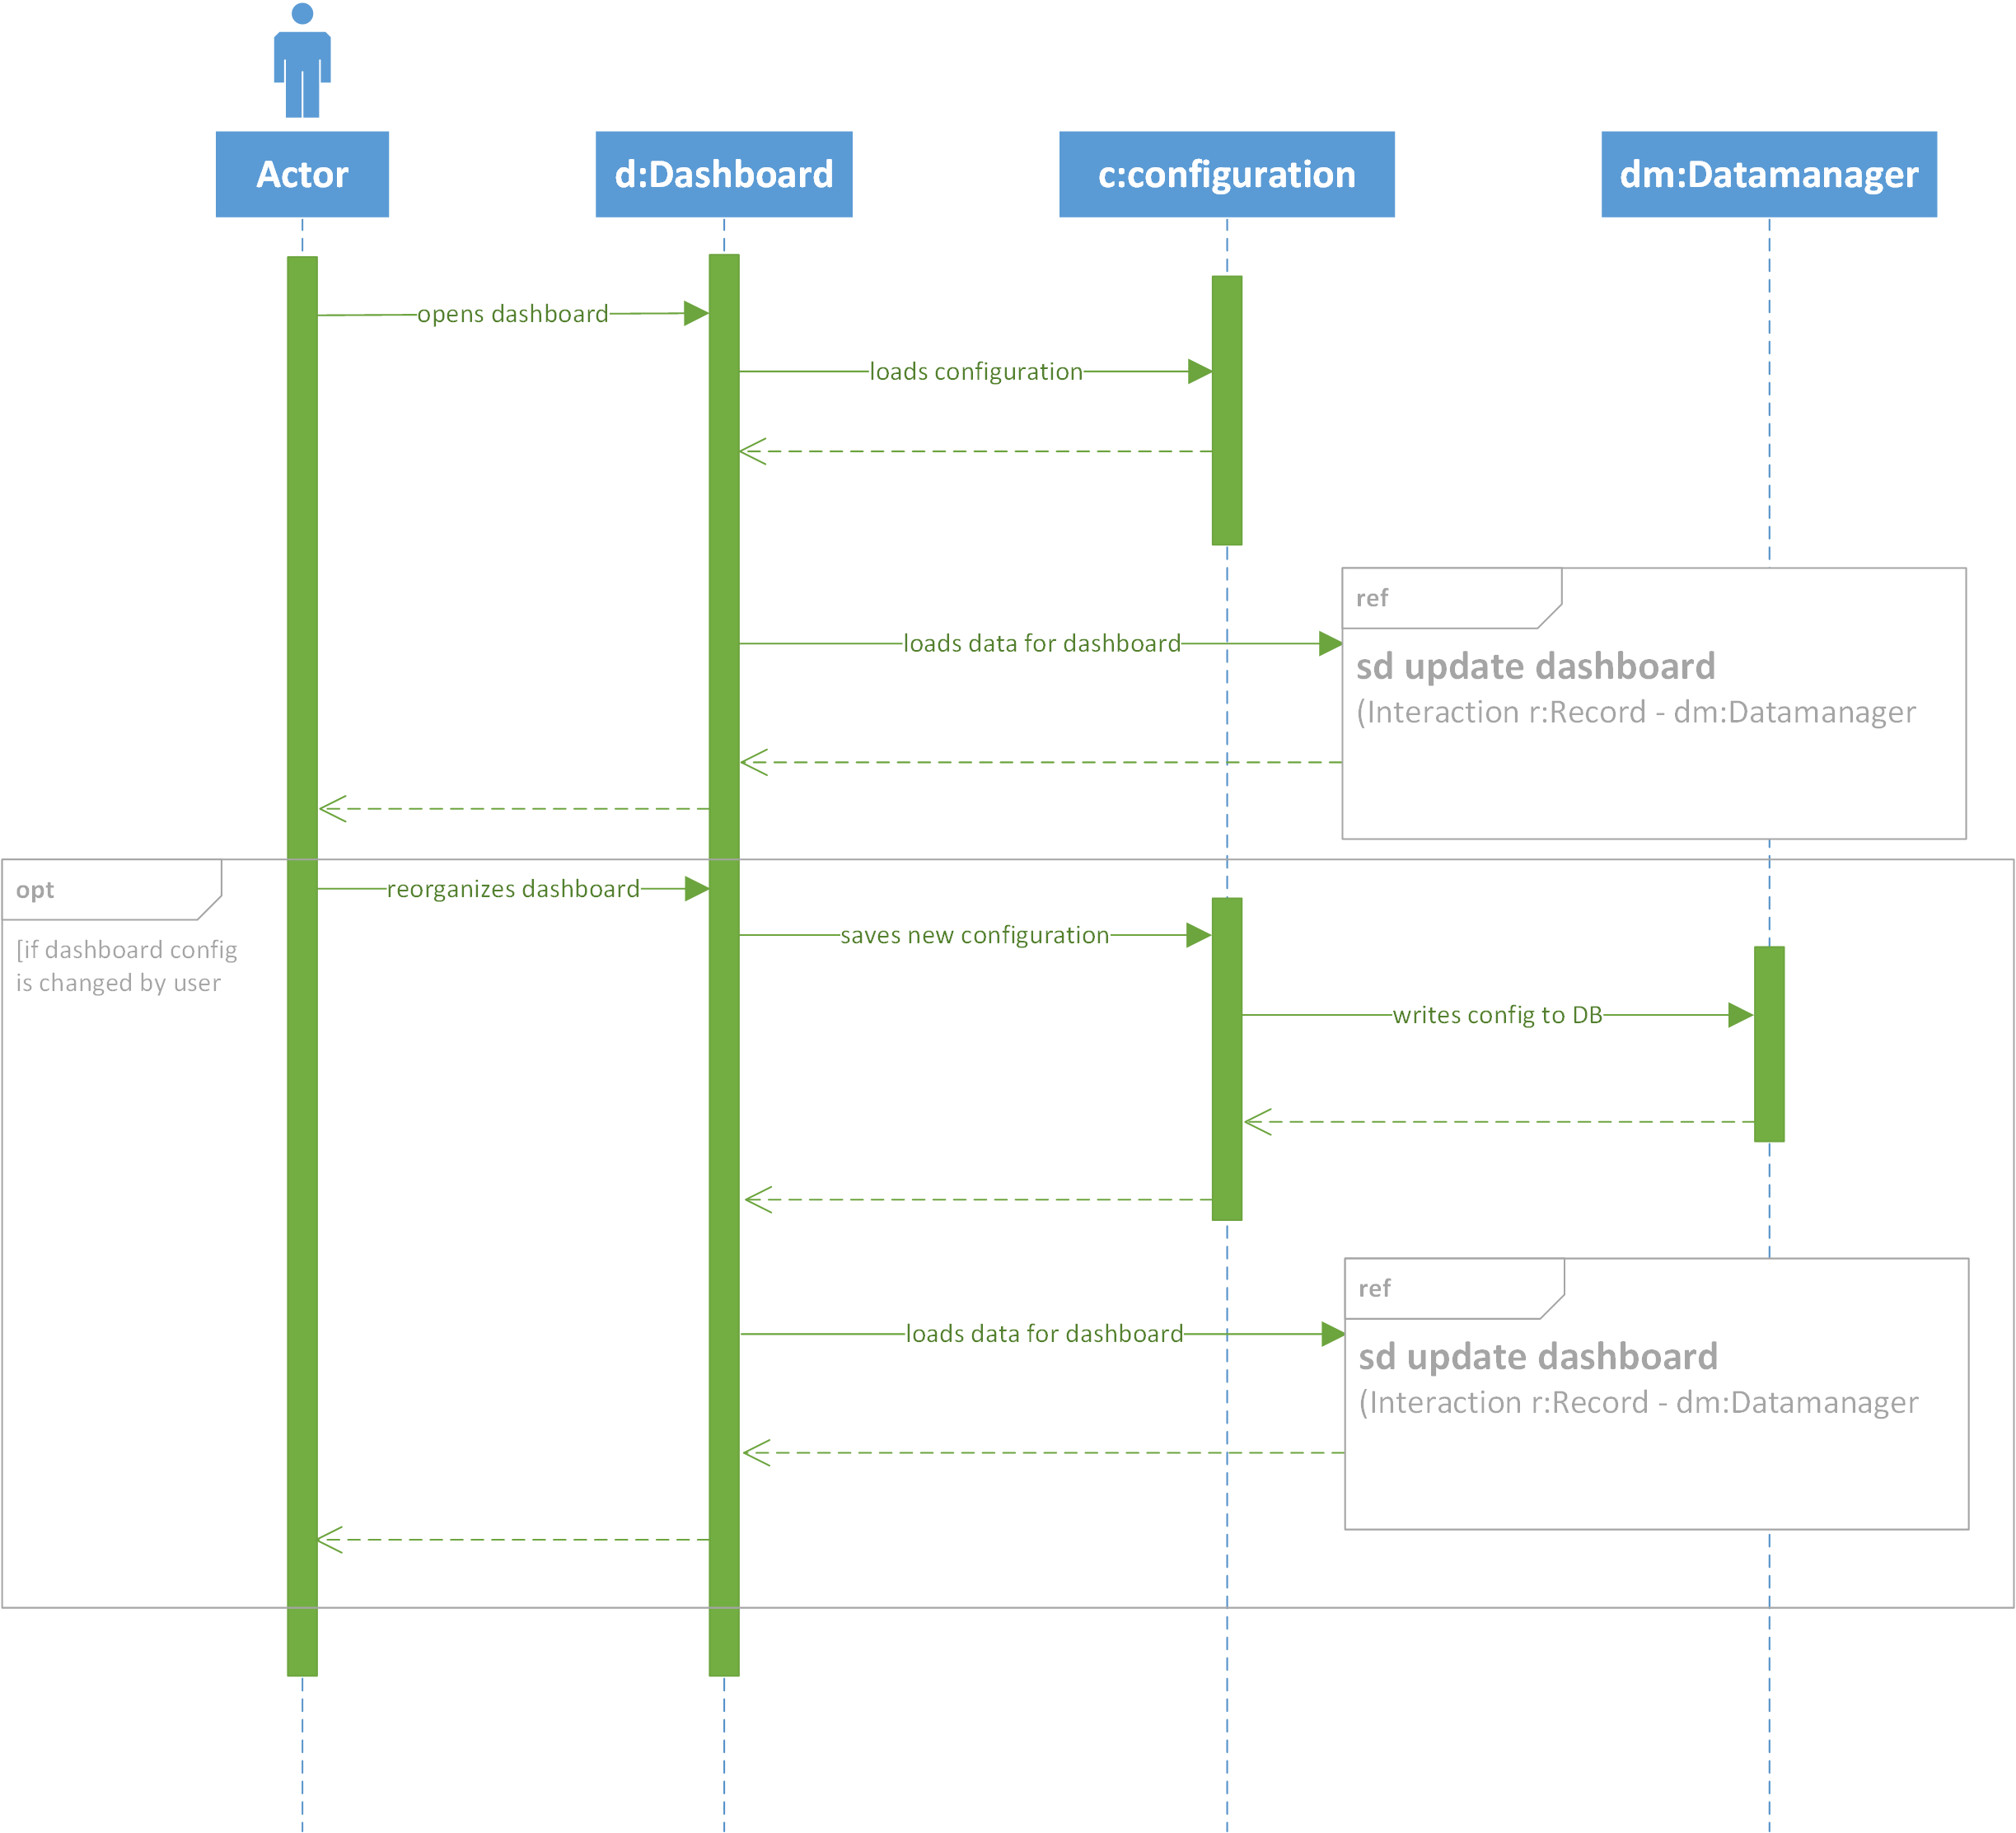 Actor
d:Dashboard
c:configuration
dm:Datamanager
opens dashboard
loads configuration
ref
loads data for dashboard
sd update dashboard
(Interaction r:Record - dm:Datamanager
opt
reorganizes dashboard
[if dashboard config
is changed by user
saves new configuration
writes config to DB
ref
loads data for dashboard
sd update dashboard
(Interaction r:Record - dm:Datamanager